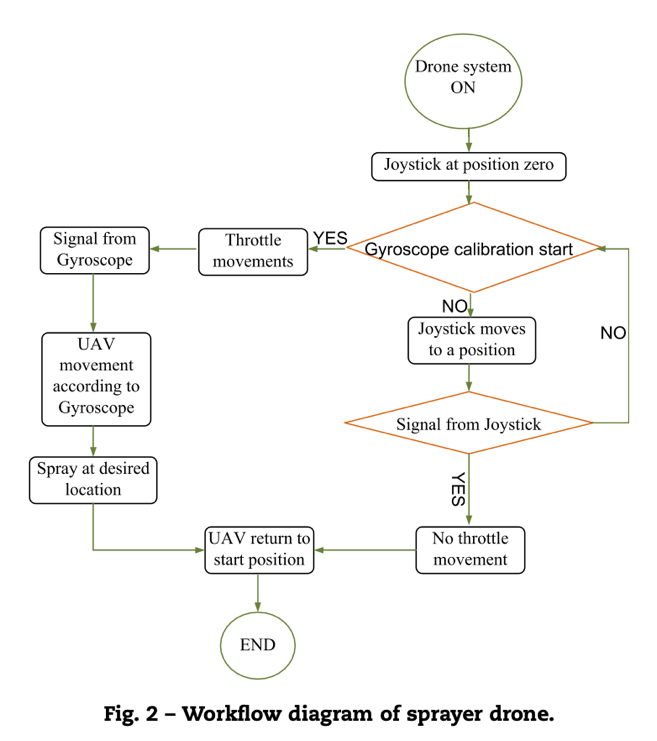 Drone system
ON
Joystick at position zero
Gyroscope calibration start
YES
Throttle
movements
Signal from
Gyroscope
UAV
movement
according to
Gyroscope
Spray at desired
location
NO
Joystick moves
to a position
NO
Signal from Joystick
YES
No throttle
movement
UAV return to
start position
END
Fig. 2 – Workflow diagram of sprayer drone.